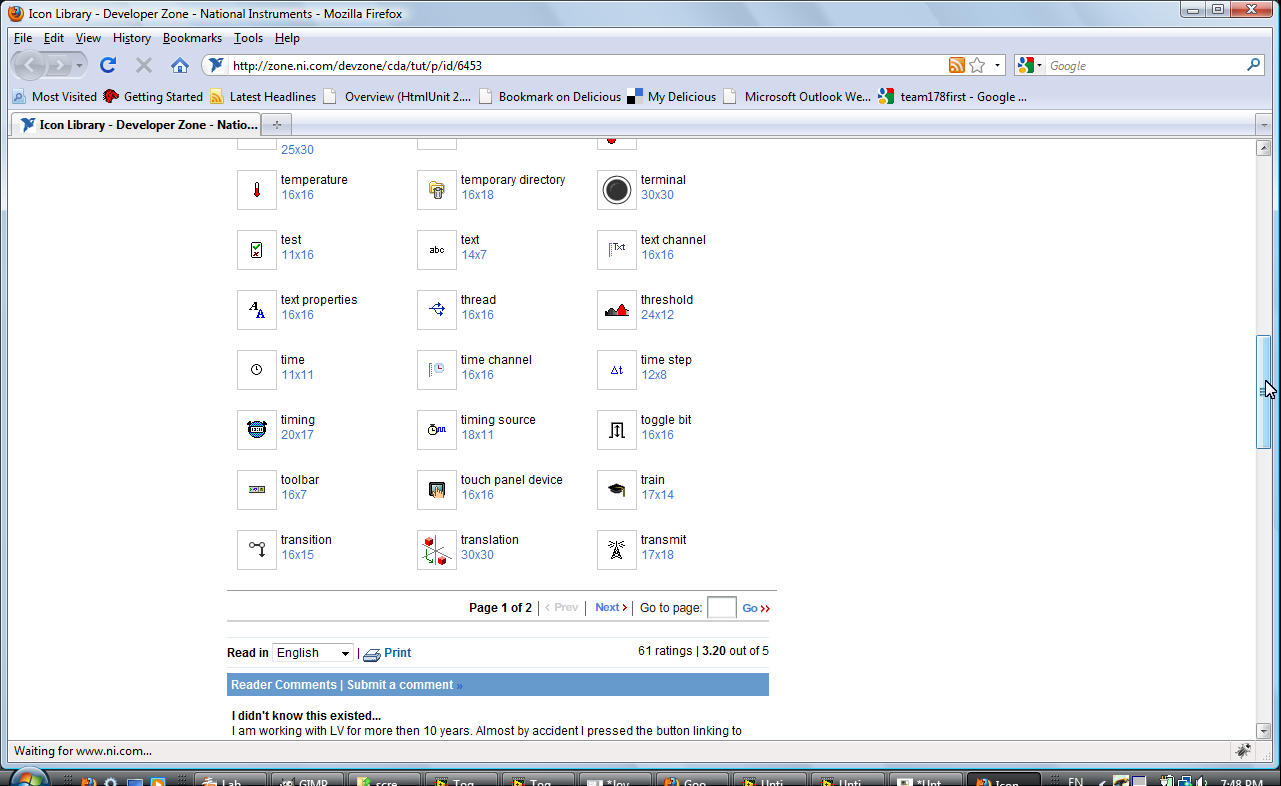 Icon Library - Developer Zone - National Instruments - Mozilla Firefox
File Edit View History Bookmarks Tools Help
http://zone.ni.com/devzone/cda/tut/p/id/6453 Google
Most Visited Getting Started Latest Headlines Overview (HtmlUnit 2.... Bookmark on Delicious My Delicious Microsoft Outlook We... team178first - Google ...
Icon Library - Developer Zone - Natio...
25x30
temperature temporary directory terminal
16x16 16x18 30x30
test text text channel
11x16 abc 14x7 Txt 16x16
text properties thread threshold
16x16 16x16 24x12
time time channel time step
11x11 16x16 Δt 12x8
timing timing source toggle bit
20x17 18x11 16x16
toolbar touch panel device train
16x7 16x16 17x14
transition translation transmit
16x15 30x30 17x18
Page 1 of 2 | ‹ Prev | Next › | Go to page: Go >>
Read in English | Print 61 ratings | 3.20 out of 5
Reader Comments | Submit a comment »
I didn't know this existed...
I am working with LV for more then 10 years. Almost by accident I pressed the button linking to
Waiting for www.ni.com...
Lab GIMP scre Tog Tog *Joy Goo Unti Unti *Unt Icon EN 7:48 PM